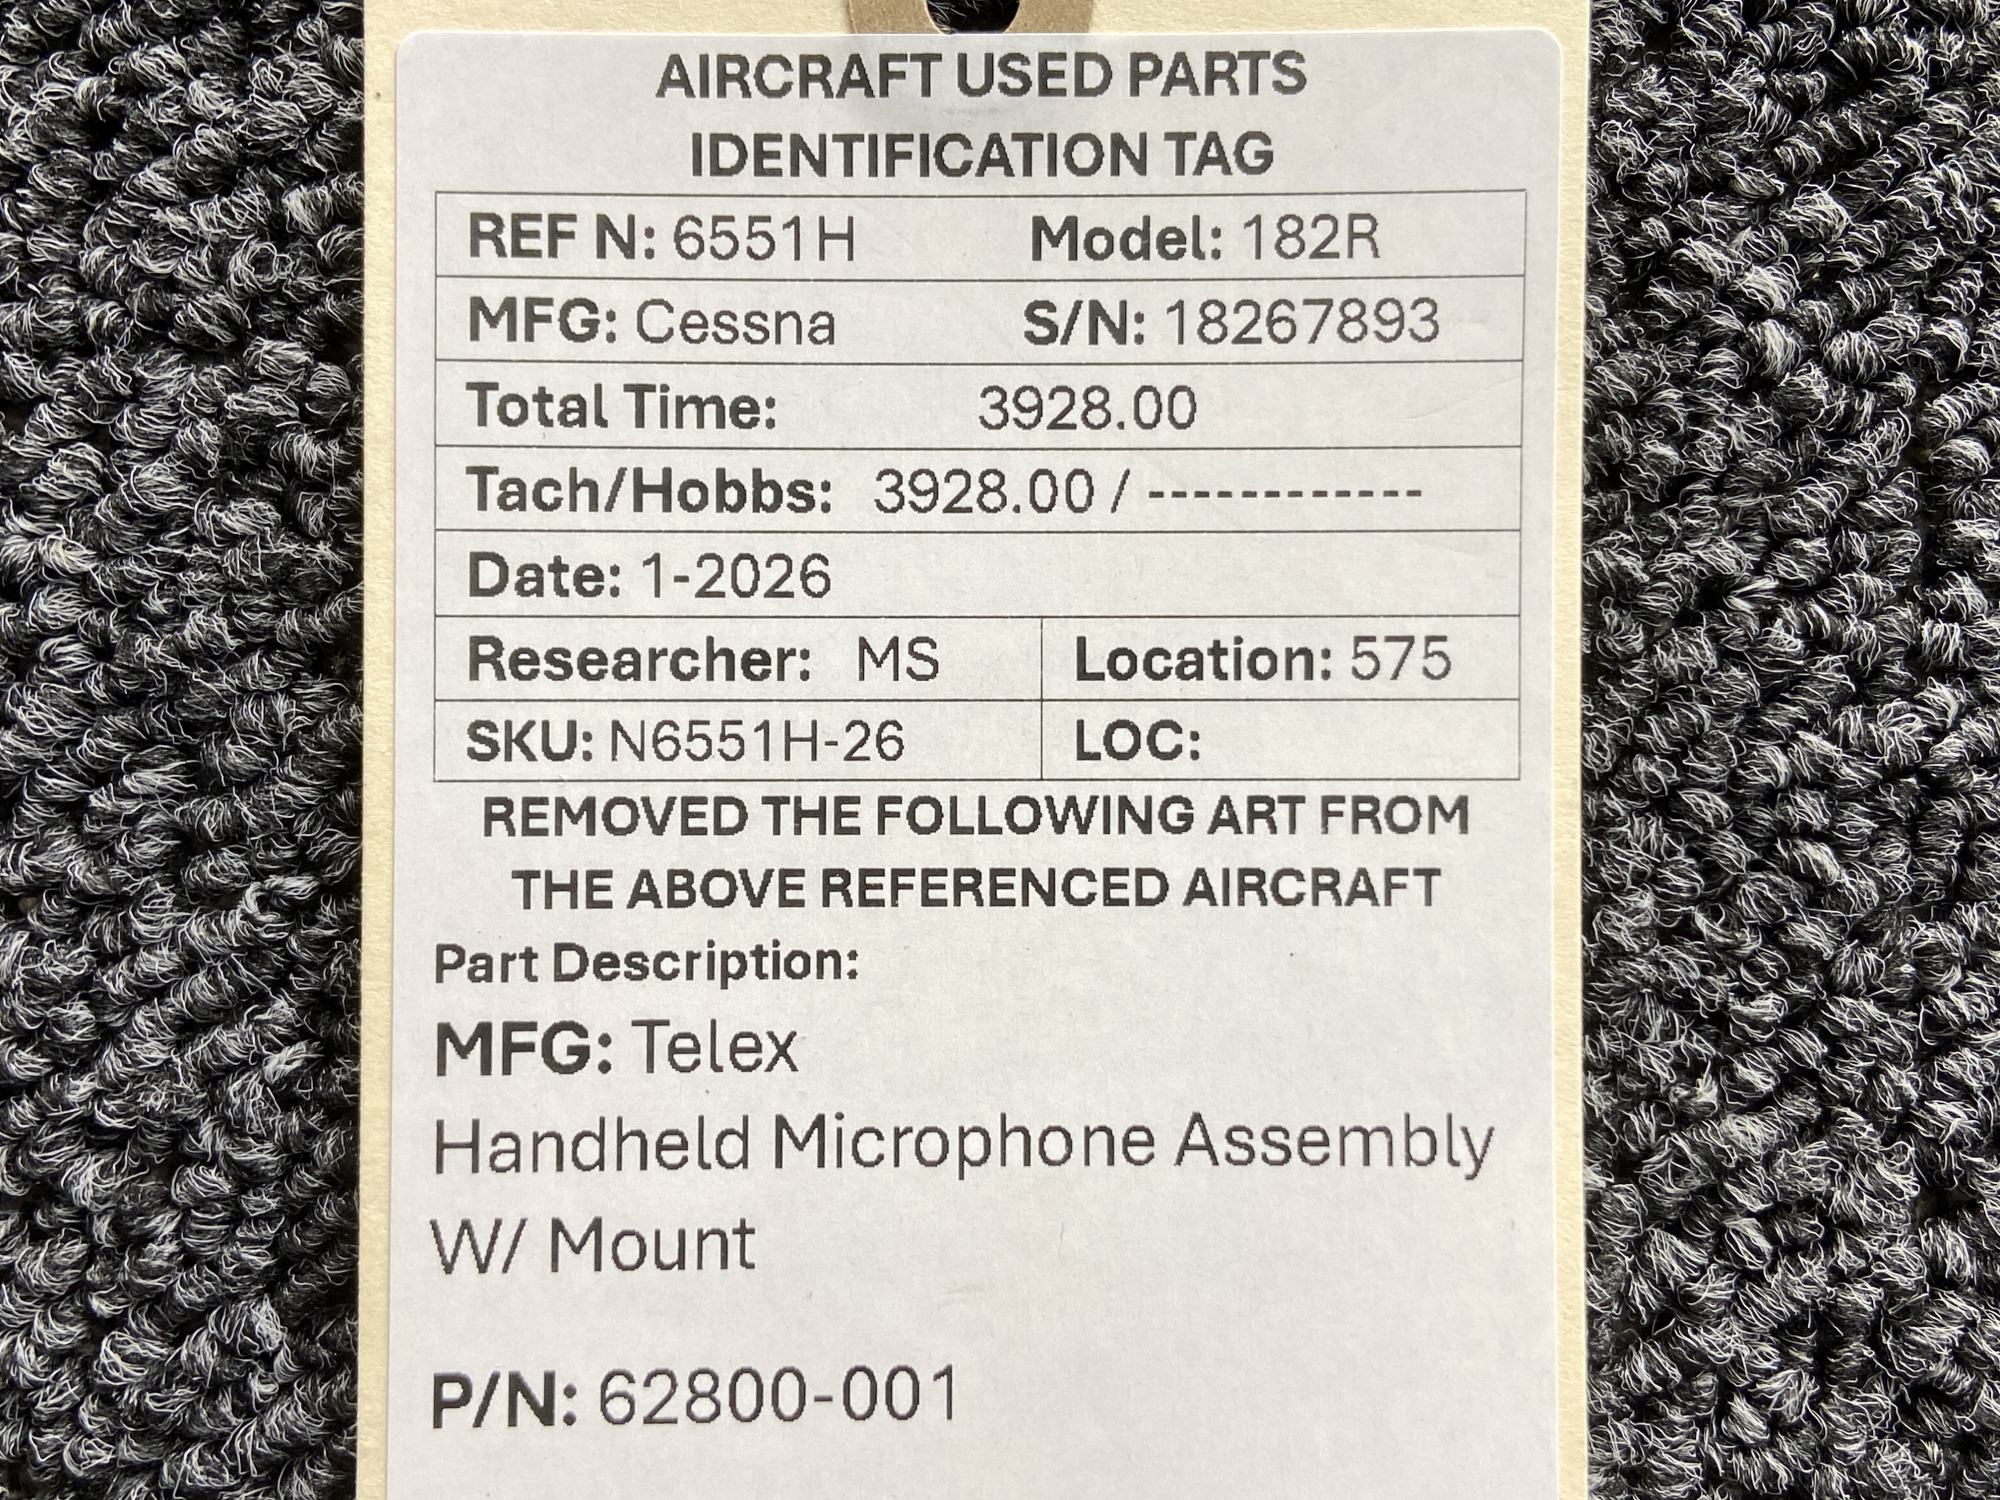 AIRCRAFT USED PARTS
IDENTIFICATION TAG
REF N: 6551H Model: 182R
MFG: Cessna S/N: 18267893
Total Time: 3928.00
Tach/Hobbs: 3928.00 / ------------
Date: 1-2026
Researcher: MS Location: 575
SKU: N6551H-26 LOC:
REMOVED THE FOLLOWING ART FROM
THE ABOVE REFERENCED AIRCRAFT
Part Description:
MFG: Telex
Handheld Microphone Assembly
W/ Mount
P/N: 62800-001